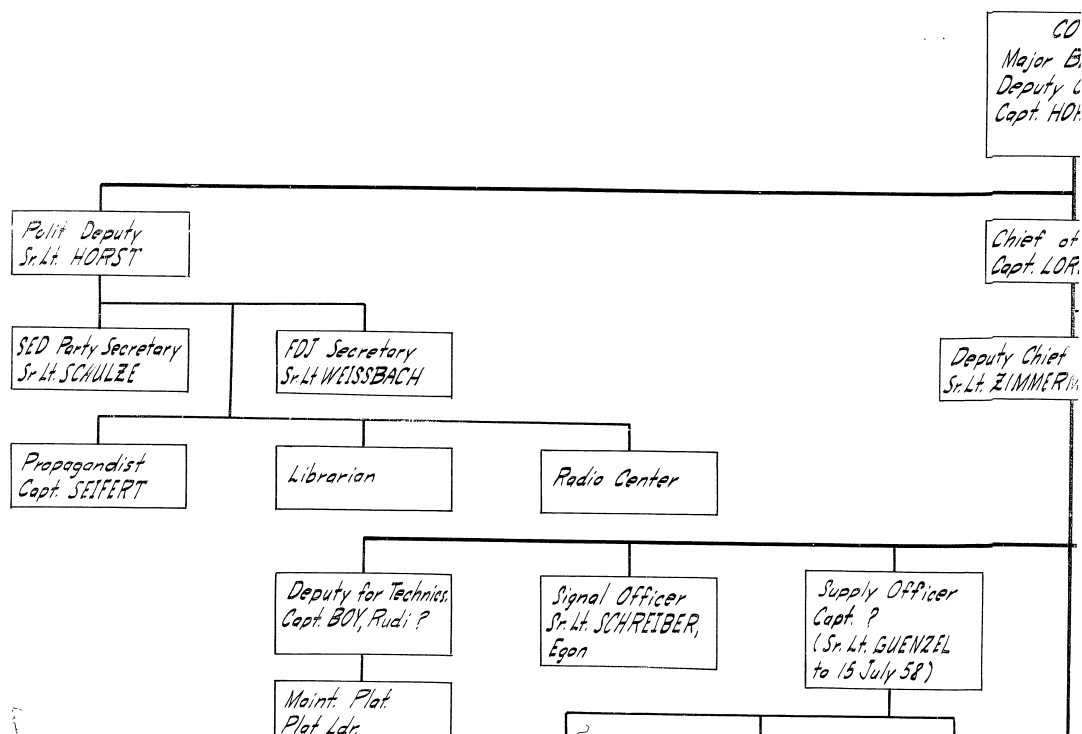 CO
Major
Deputy
Capt.
Polit Deputy
Sr. Lt. HORST
Chief of
Capt.
SED Party Secretary
Sr. Lt. SCHULZE
FDJ Secretary
Sr. Lt WEISSBACH
Deputy Chief
Sr. Lt.
Propagandist
Capt. SEIFERT
Librarian
Radio Center
Deputy for Technics.
Capt. BOY, Rudi ?
Signal Officer
Sr. Lt. SCHREIBER,
Egon
Supply Officer
Capt. ?
(Sr. Lt. GUENZEL
to 15 July 58)
Maint. Plat.
Plat Ldr.